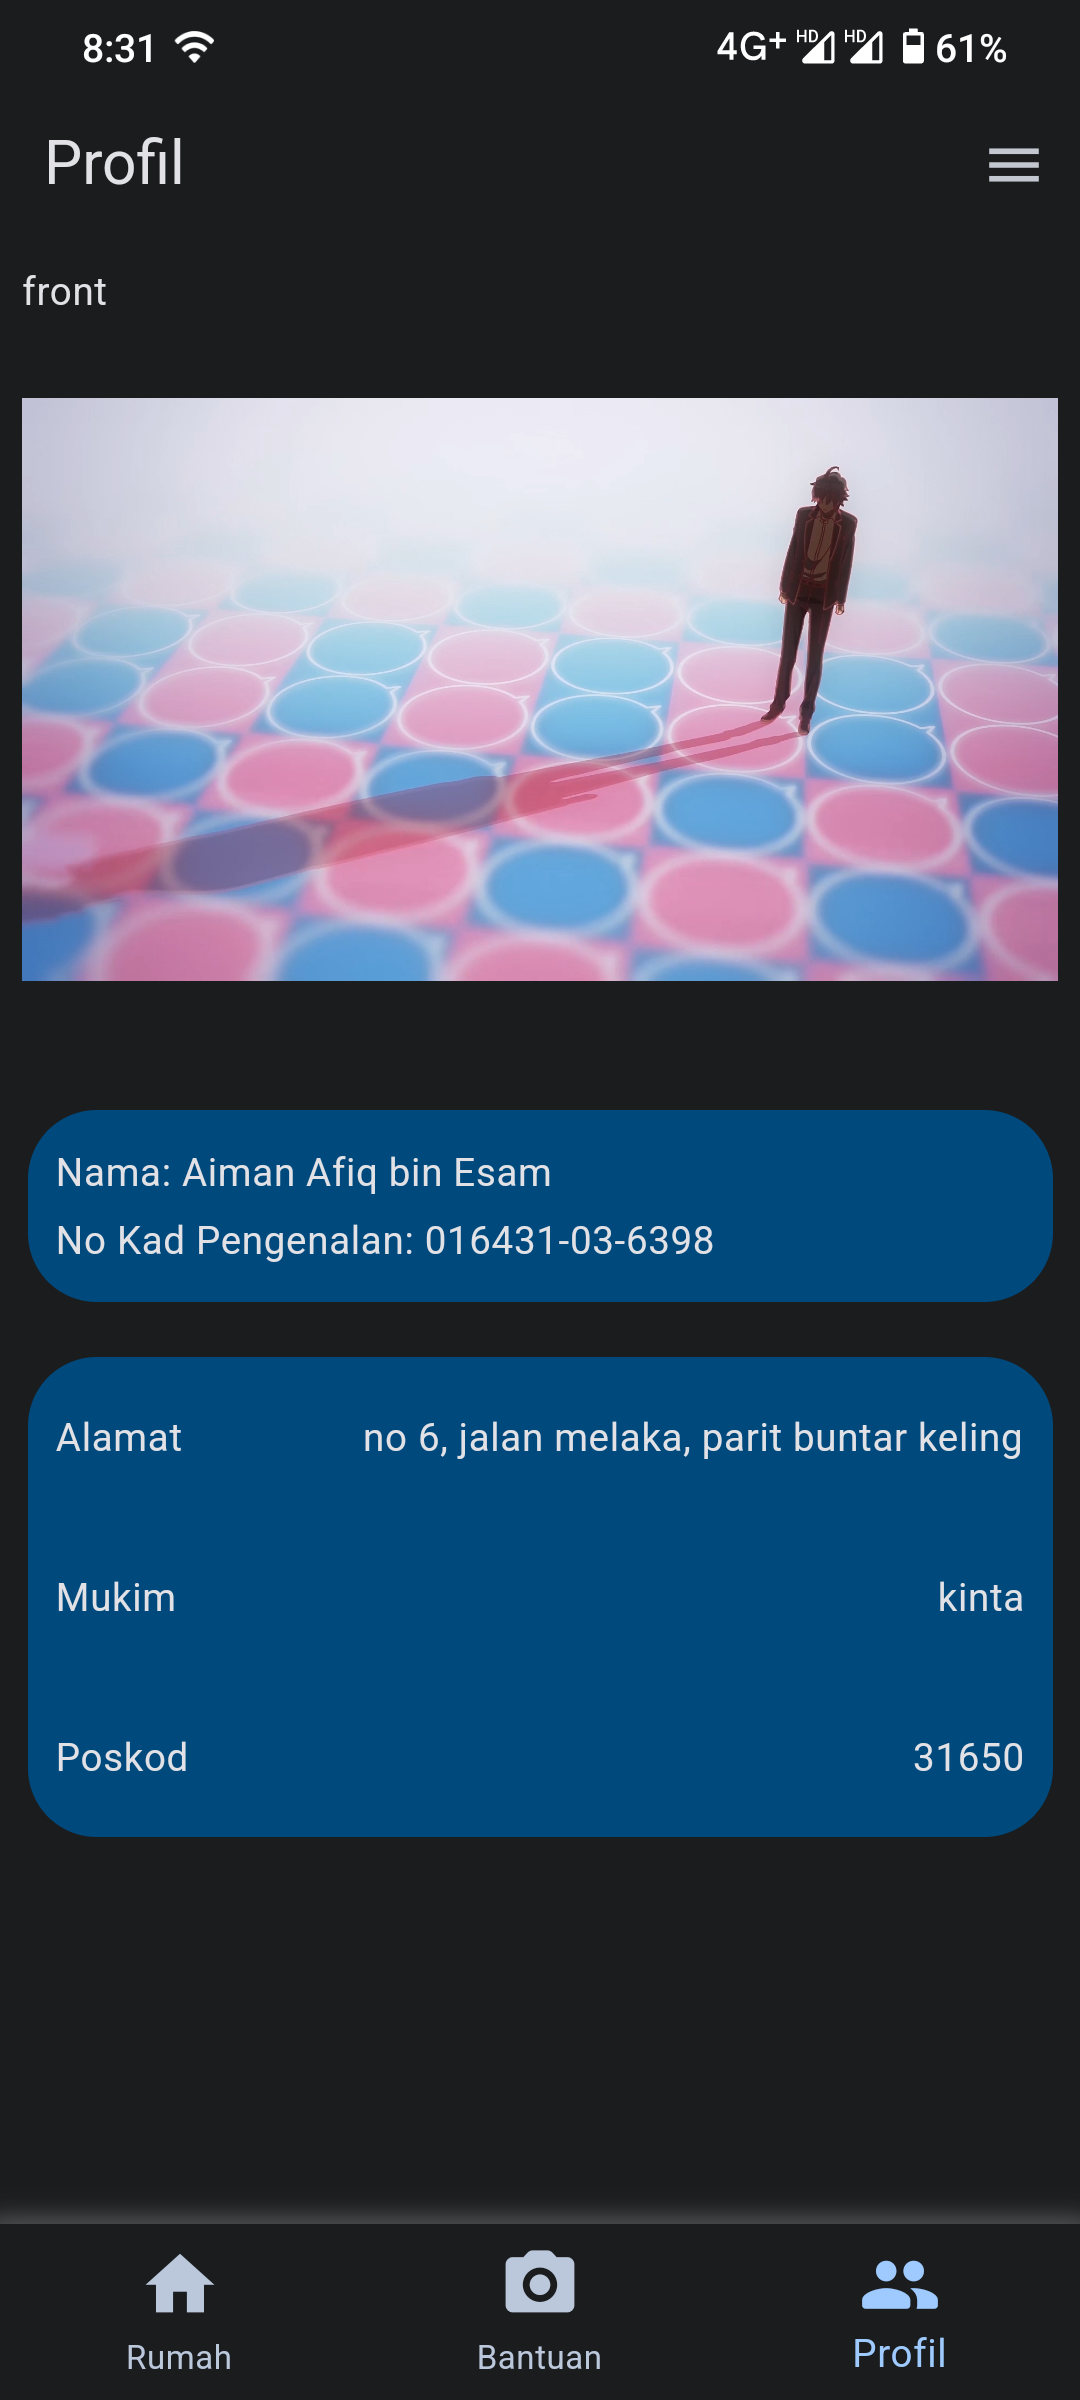 8:31 4G+ HD HD 61%
Profil
front
Nama: Aiman Afiq bin Esam
No Kad Pengenalan: 016431-03-6398
Alamat no 6, jalan melaka, parit buntar keling
Mukim kinta
Poskod 31650
Rumah Bantuan Profil